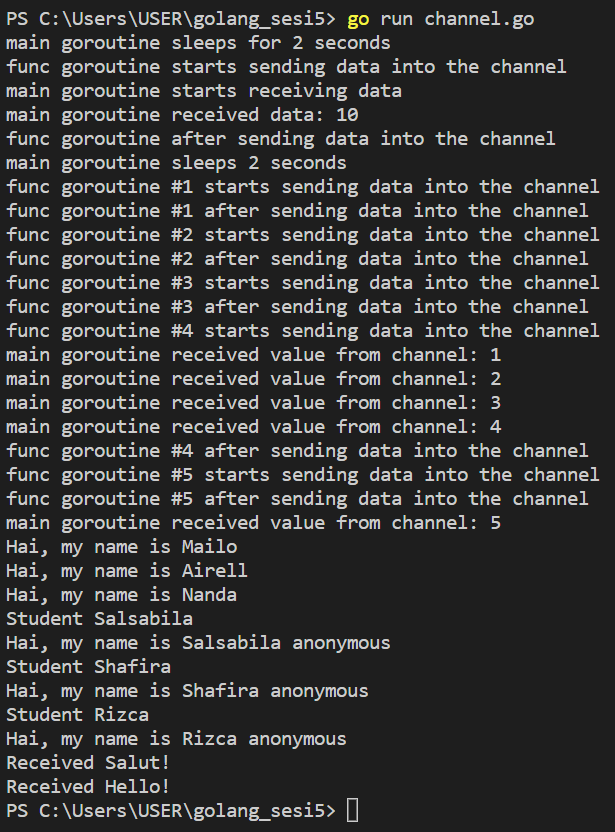 PS C:\Users\USER\golang_sesi5> go run channel.go
main goroutine sleeps for 2 seconds
func goroutine starts sending data into the channel
main goroutine starts receiving data
main goroutine received data: 10
func goroutine after sending data into the channel
main goroutine sleeps 2 seconds
func goroutine #1 starts sending data into the channel
func goroutine #1 after sending data into the channel
func goroutine #2 starts sending data into the channel
func goroutine #2 after sending data into the channel
func goroutine #3 starts sending data into the channel
func goroutine #3 after sending data into the channel
func goroutine #4 starts sending data into the channel
main goroutine received value from channel: 1
main goroutine received value from channel: 2
main goroutine received value from channel: 3
main goroutine received value from channel: 4
func goroutine #4 after sending data into the channel
func goroutine #5 starts sending data into the channel
func goroutine #5 after sending data into the channel
main goroutine received value from channel: 5
Hai, my name is Mailo
Hai, my name is Airell
Hai, my name is Nanda
Student Salsabila
Hai, my name is Salsabila anonymous
Student Shafira
Hai, my name is Shafira anonymous
Student Rizca
Hai, my name is Rizca anonymous
Received Salut!
Received Hello!
PS C:\Users\USER\golang_sesi5>